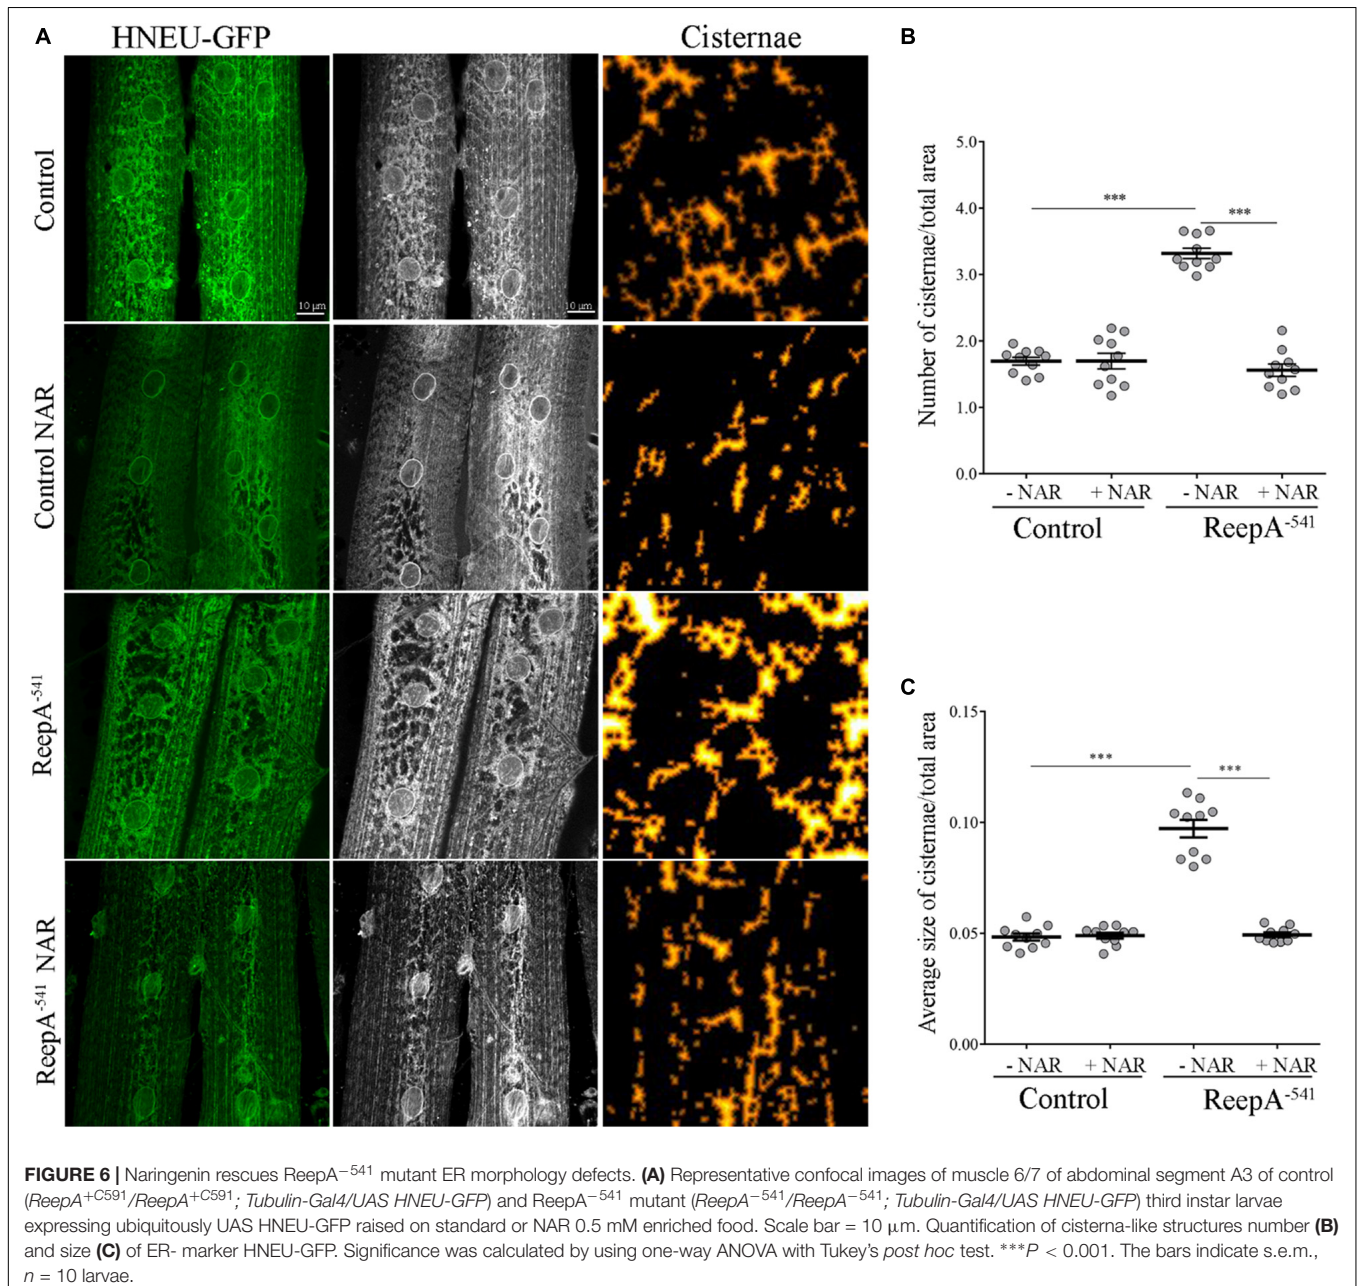 A
HNEU-GFP
Cisternae
Control
10 µm
10 µm
Control NAR
ReepA-541
ReepA-541 NAR
B
Number of cisternae/total area
5.0
4.0
3.0
2.0
1.0
0.0
***
***
- NAR + NAR - NAR + NAR
Control ReepA-541
C
Average size of cisternae/total area
0.15
0.10
0.05
0.00
***
***
- NAR + NAR - NAR + NAR
Control ReepA-541
FIGURE 6 | Naringenin rescues ReepA−541 mutant ER morphology defects. (A) Representative confocal images of muscle 6/7 of abdominal segment A3 of control
(ReepA+C591/ReepA+C591; Tubulin-Gal4/UAS HNEU-GFP) and ReepA−541 mutant (ReepA−541/ReepA−541; Tubulin-Gal4/UAS HNEU-GFP) third instar larvae
expressing ubiquitously UAS HNEU-GFP raised on standard or NAR 0.5 mM enriched food. Scale bar = 10 µm. Quantification of cisterna-like structures number (B)
and size (C) of ER- marker HNEU-GFP. Significance was calculated by using one-way ANOVA with Tukey's post hoc test. ***P < 0.001. The bars indicate s.e.m.,
n = 10 larvae.